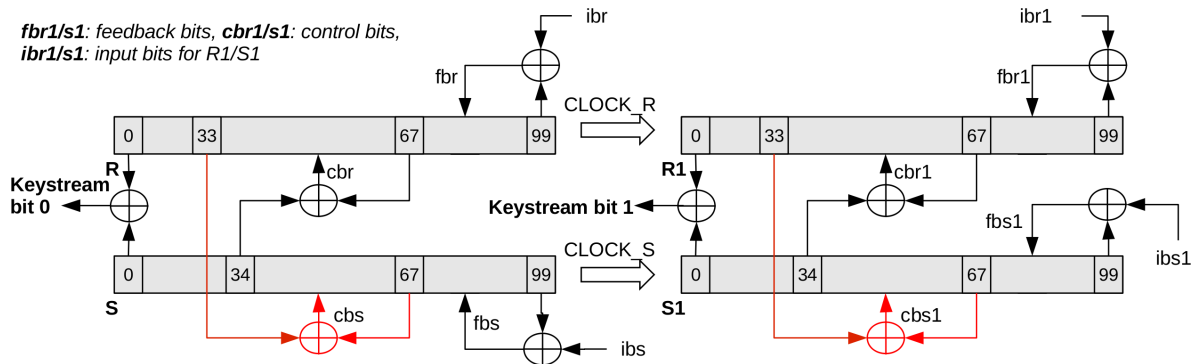 fbr1/s1: feedback bits, cbr1/s1: control bits,
ibr1/s1: input bits for R1/S1
ibr
ibr1
fbr
fbr1
CLOCK_R
0 33 67 99
0 33 67 99
R
cbr
R1
cbr1
Keystream
bit 0
Keystream bit 1
fbs1
CLOCK_S
ibs1
0 34 67 99
0 34 67 99
S
cbs
fbs
S1
cbs1
ibs